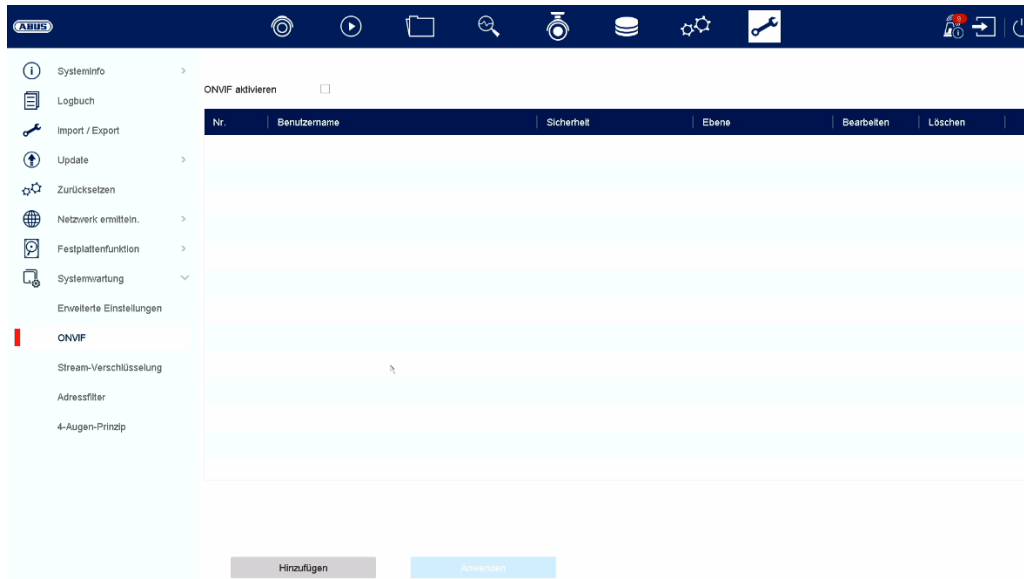 ABUS
9
Systeminfo
Logbuch
Import / Export
Update
Zurücksetzen
Netzwerk ermitteln.
Festplattenfunktion
Systemwartung
Erweiterte Einstellungen
ONVIF
Stream-Verschlüsselung
Adressfilter
4-Augen-Prinzip
ONVIF aktivieren
Nr. Benutzername Sicherheit Ebene Bearbeiten Löschen
Hinzufügen Anwenden